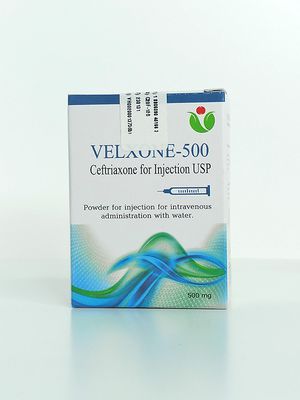 VELXONE-500
Ceftriaxone for Injection USP
Powder for injection for intravenous
administration with water.
500 mg